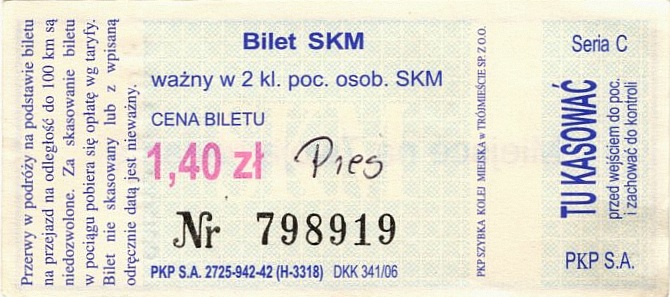 Przerwy w podróży na podstawie biletu
na przejazd na odległość do 100 km są
niedozwolone. Za skasowanie biletu
w pociągu pobiera się opłatę wg taryfy.
Bilet nie skasowany lub z wpisaną
odręcznie datą jest nieważny.
Bilet SKM
ważny w 2 kl. poc. osob. SKM
CENA BILETU
1,40 zł Pies
Nr 798919
PKP S.A. 2725-942-42 (H-3318) DKK 341/06
PKP SZYBKA KOLEJ MIEJSKA w TRÓJMIEŚCIE SP. Z O.O.
Seria C
TU KASOWAĆ
przed wejściem do poc.
i zachować do kontroli
PKP S.A.